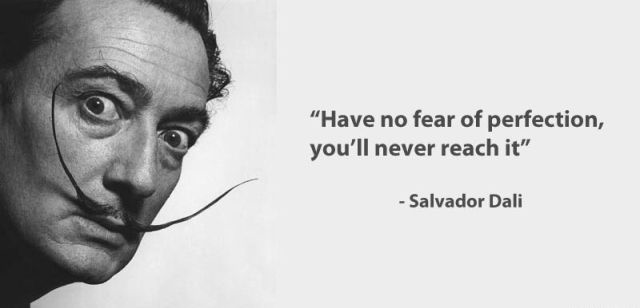 “Have no fear of perfection,
you’ll never reach it”
- Salvador Dali